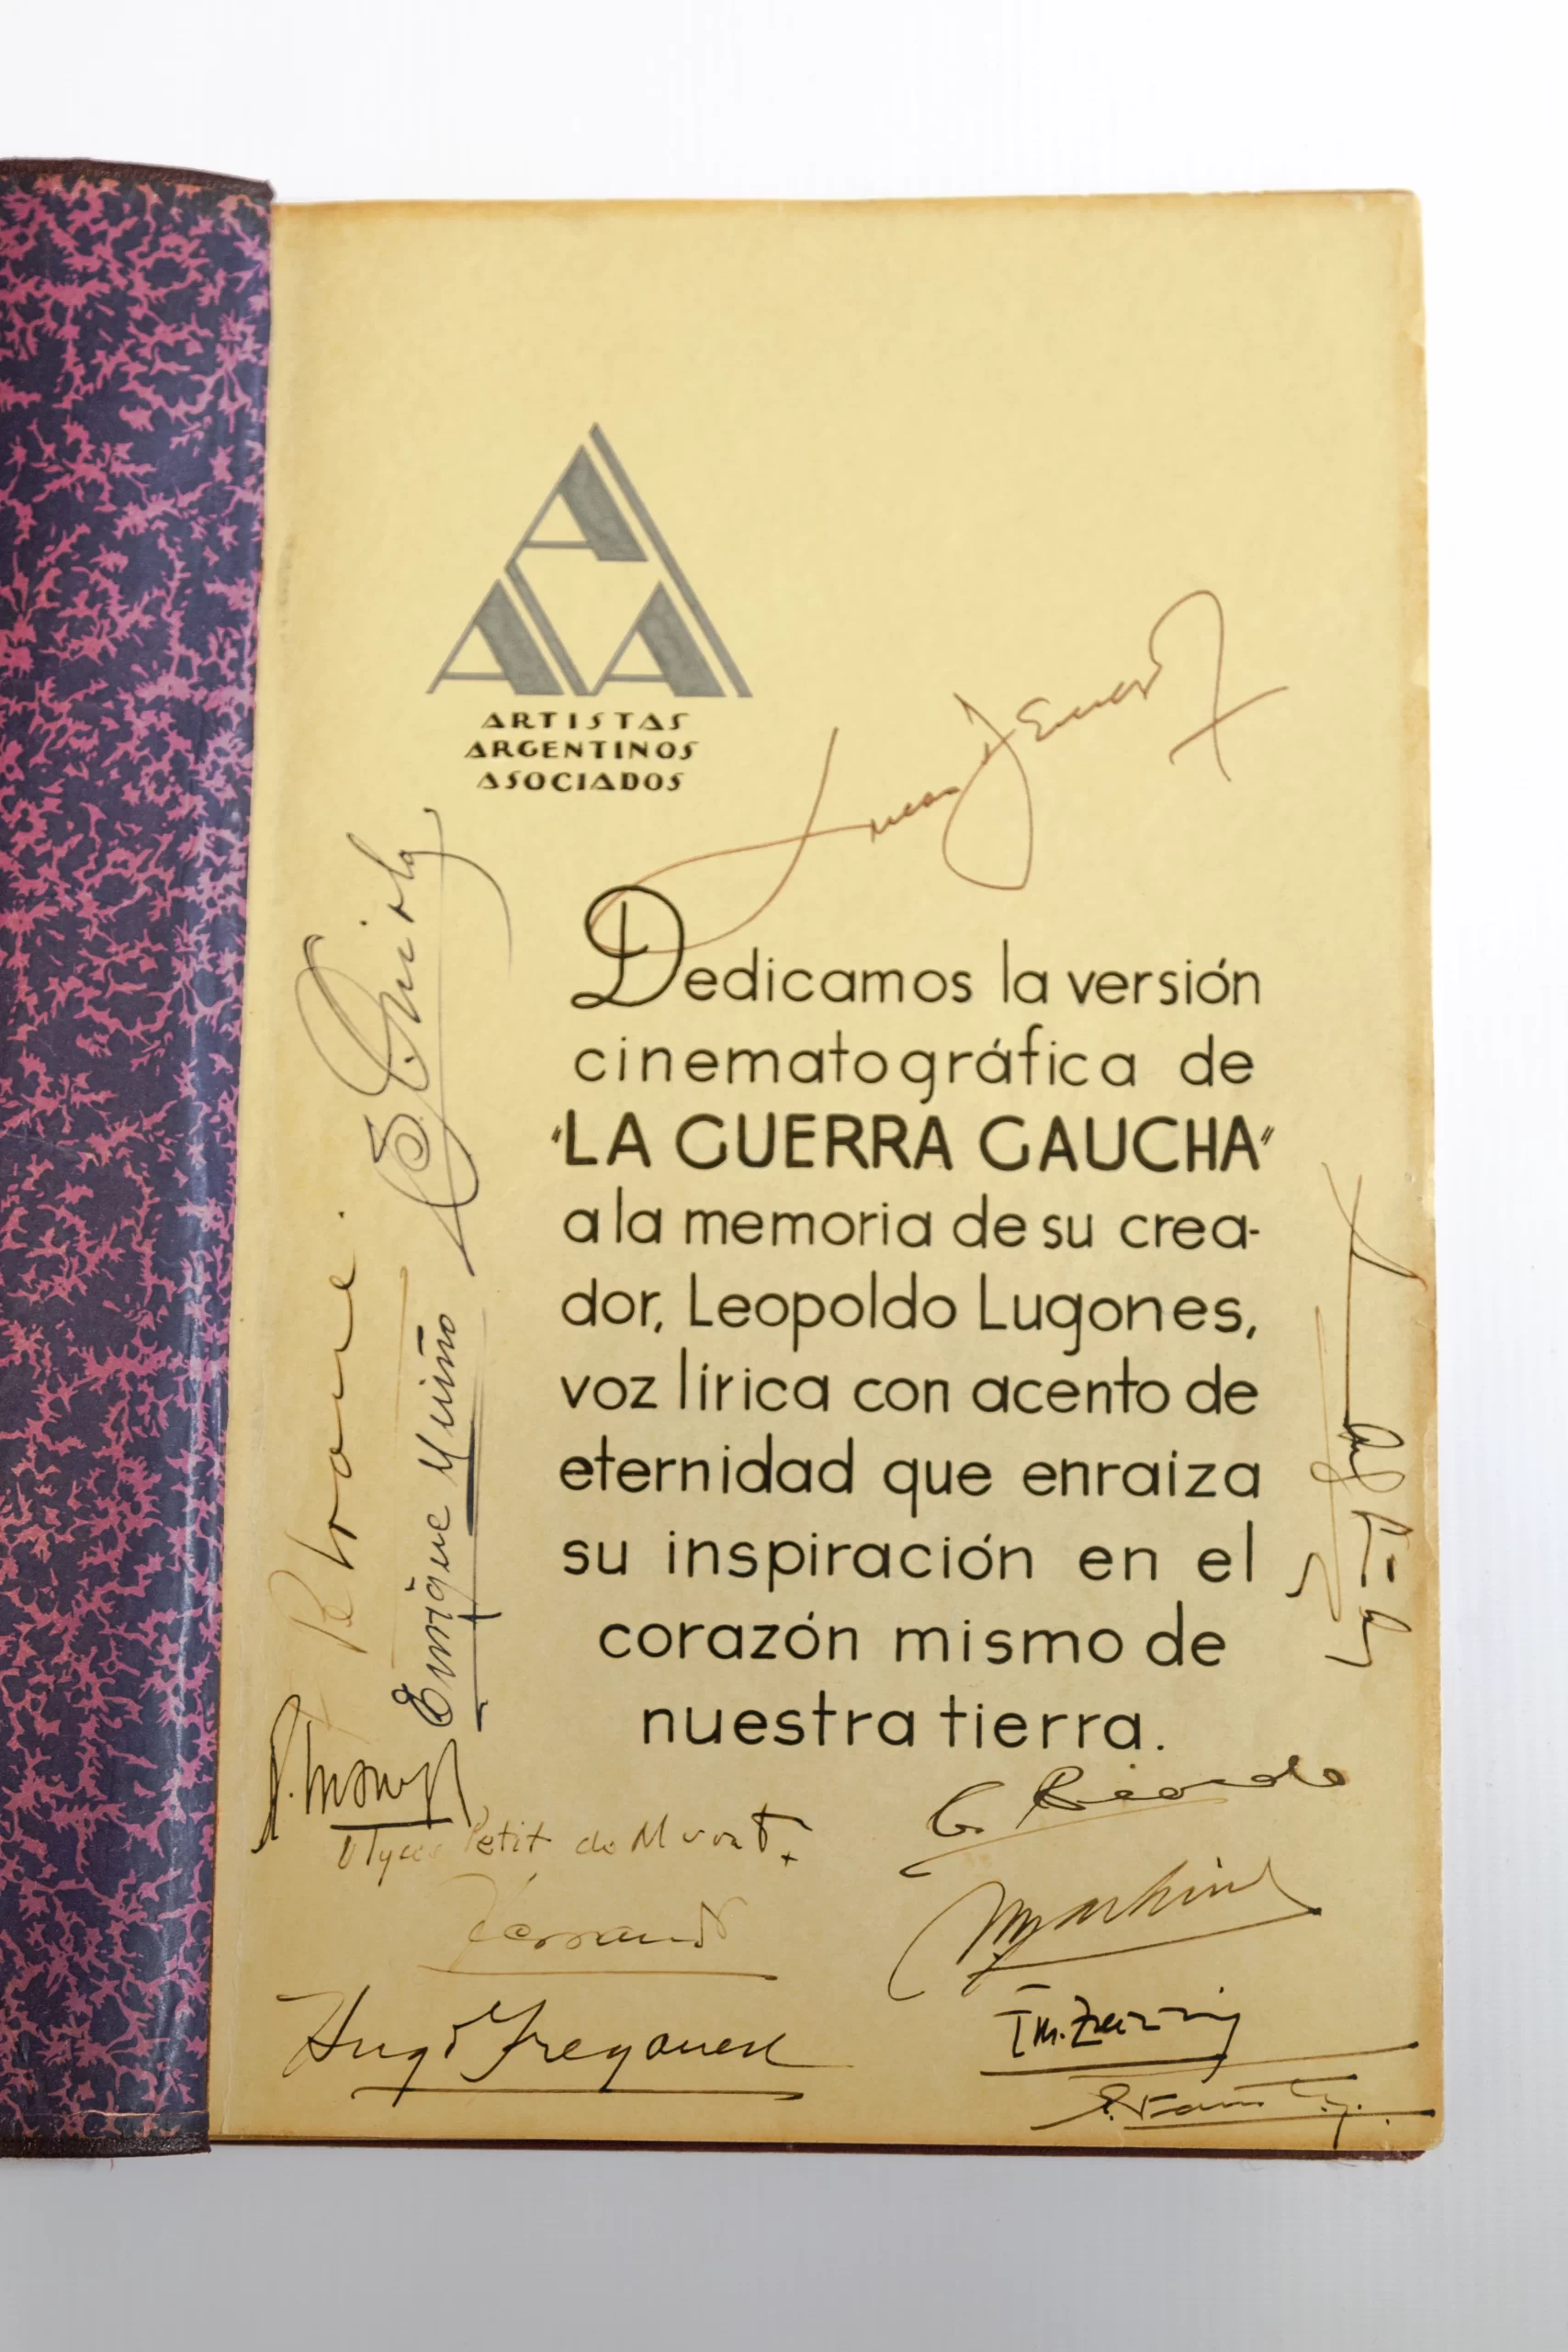 ARTISTAS
ARGENTINOS
ASOCIADOS
Dedicamos la versión
cinematográfica de
"LA GUERRA GAUCHA"
a la memoria de su crea-
dor, Leopoldo Lugones,
voz lírica con acento de
eternidad que enraiza
su inspiración en el
corazón mismo de
nuestra tierra.
Petrone.
Enrique Muiño
Ulyses Petit de Murat.
Hugo Fregonese